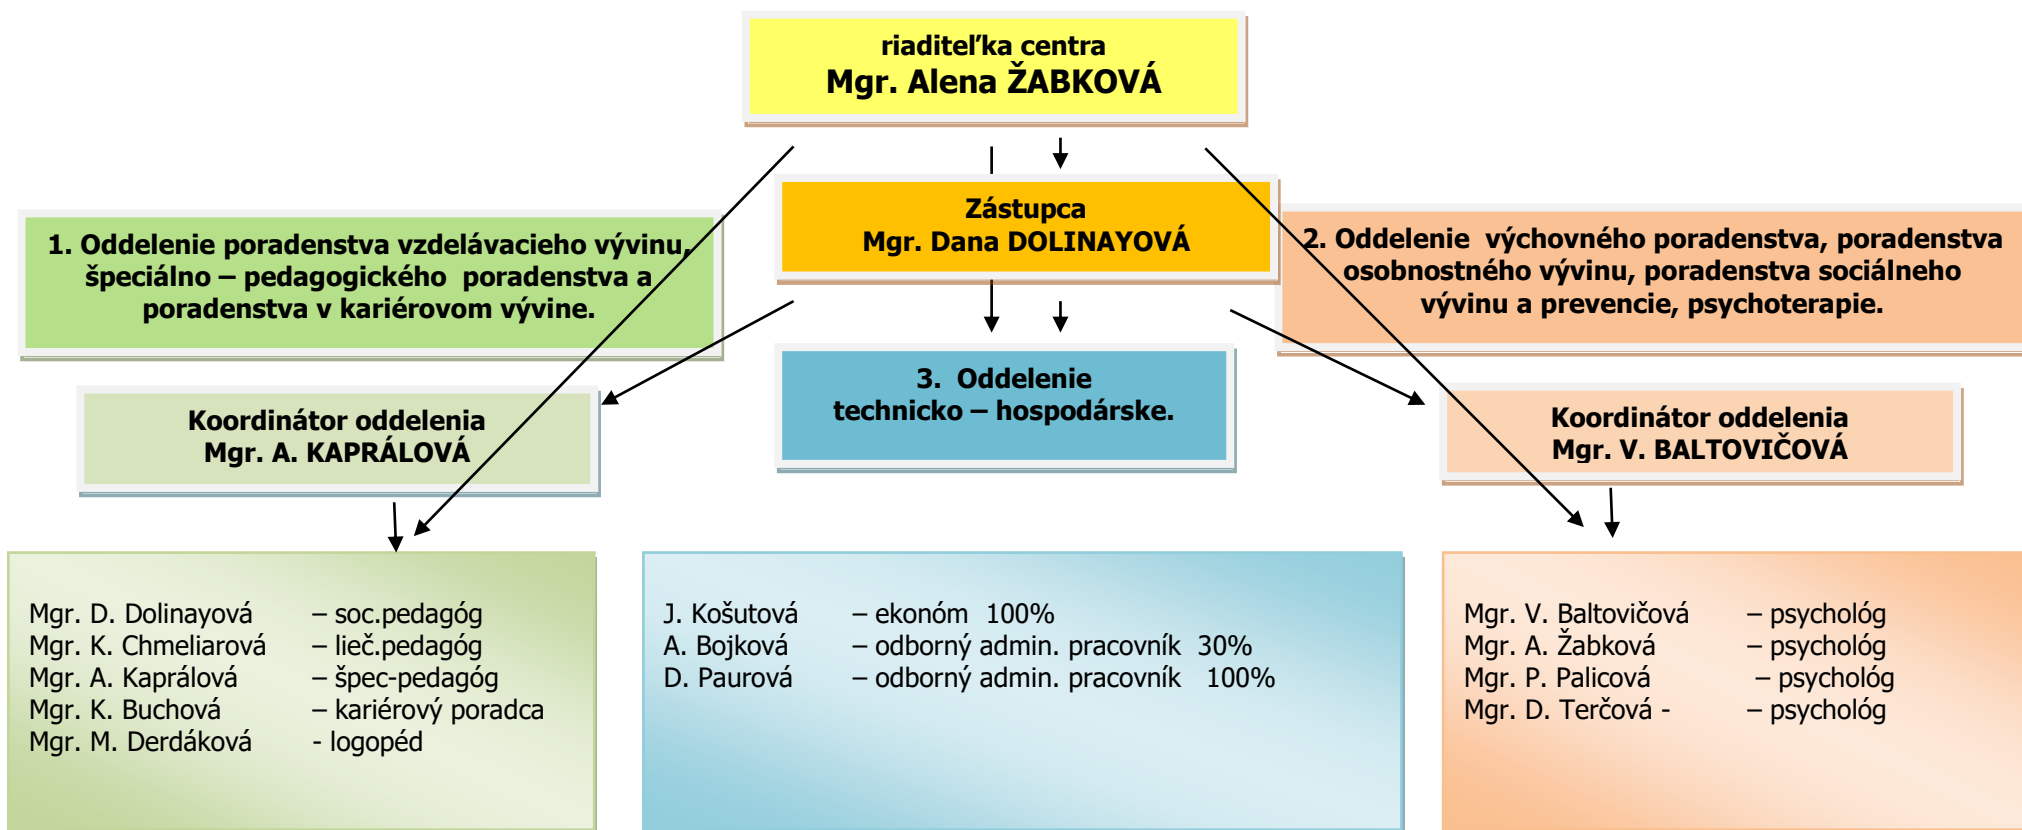 riaditeľka centra
Mgr. Alena ŽABKOVÁ
Zástupca
Mgr. Dana DOLINAYOVÁ
1. Oddelenie poradenstva vzdelávacieho vývinu,
špeciálno – pedagogického poradenstva a
poradenstva v kariérovom vývine.
2. Oddelenie výchovného poradenstva, poradenstva
osobnostného vývinu, poradenstva sociálneho
vývinu a prevencie, psychoterapie.
3. Oddelenie
technicko – hospodárske.
Koordinátor oddelenia
Mgr. A. KAPRÁLOVÁ
Koordinátor oddelenia
Mgr. V. BALTOVIČOVÁ
Mgr. D. Dolinayová – soc.pedagóg
Mgr. K. Chmeliarová – lieč.pedagóg
Mgr. A. Kaprálová – špec-pedagóg
Mgr. K. Buchová – kariérový poradca
Mgr. M. Derdáková - logopéd
J. Košutová – ekonóm 100%
A. Bojková – odborný admin. pracovník 30%
D. Paurová – odborný admin. pracovník 100%
Mgr. V. Baltovičová – psychológ
Mgr. A. Žabková – psychológ
Mgr. P. Palicová – psychológ
Mgr. D. Terčová - – psychológ